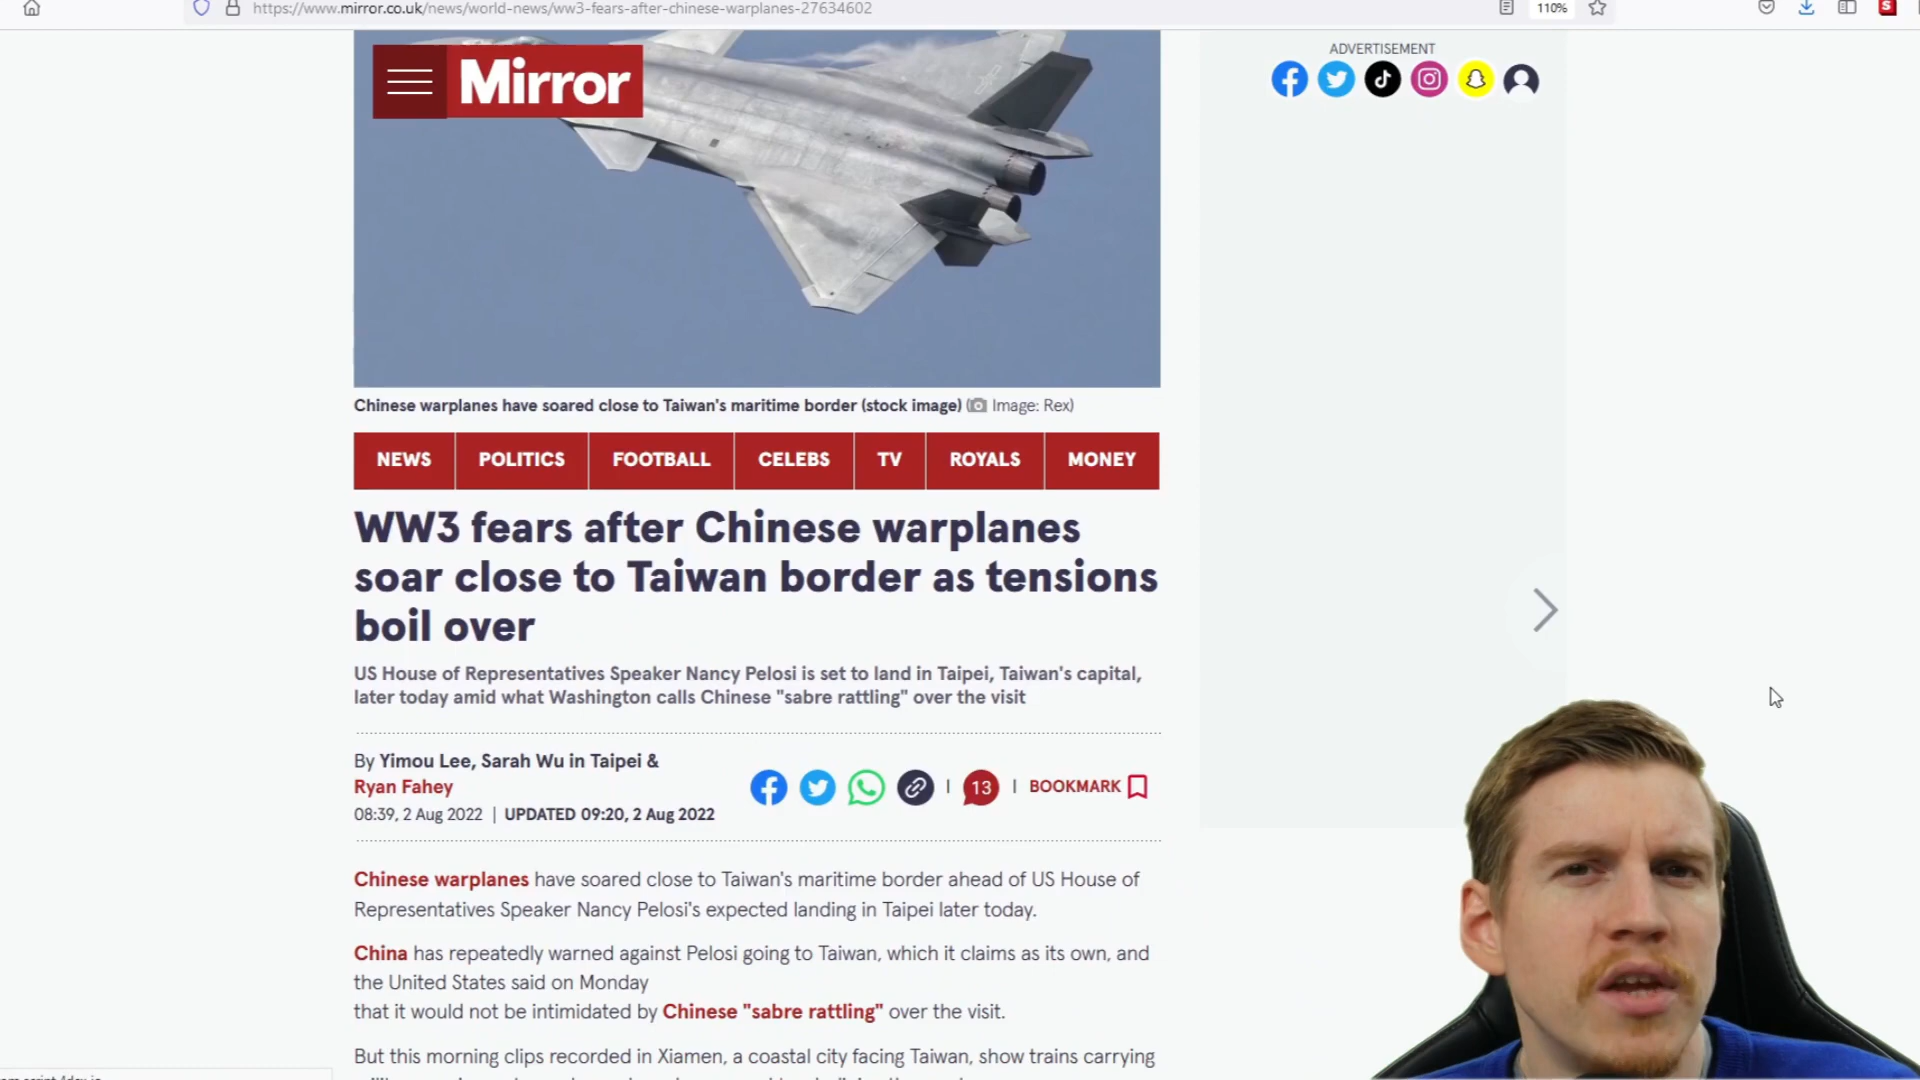 https://www.mirror.co.uk/news/world-news/ww3-fears-after-chinese-warplanes-27634602
110%
S
Mirror
ADVERTISEMENT
Chinese warplanes have soared close to Taiwan's maritime border (stock image) (Image: Rex)
NEWS POLITICS FOOTBALL CELEBS TV ROYALS MONEY
WW3 fears after Chinese warplanes
soar close to Taiwan border as tensions
boil over
US House of Representatives Speaker Nancy Pelosi is set to land in Taipei, Taiwan's capital,
later today amid what Washington calls Chinese "sabre rattling" over the visit
By Yimou Lee, Sarah Wu in Taipei &
Ryan Fahey
08:39, 2 Aug 2022 | UPDATED 09:20, 2 Aug 2022
13 | BOOKMARK
Chinese warplanes have soared close to Taiwan's maritime border ahead of US House of
Representatives Speaker Nancy Pelosi's expected landing in Taipei later today.
China has repeatedly warned against Pelosi going to Taiwan, which it claims as its own, and
the United States said on Monday
that it would not be intimidated by Chinese "sabre rattling" over the visit.
But this morning clips recorded in Xiamen, a coastal city facing Taiwan, show trains carrying